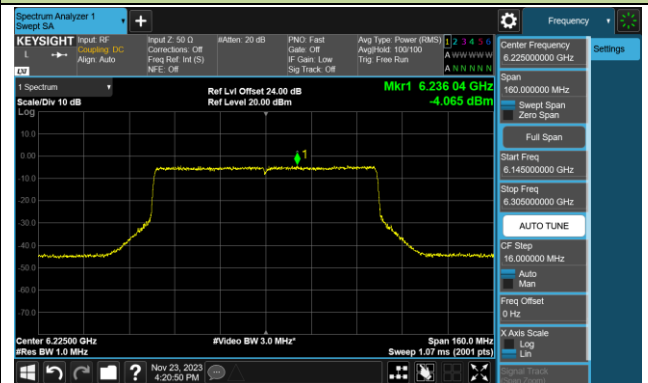 Spectrum Analyzer 1
Swept SA
Frequency
KEYSIGHT
L
LXI
Input: RF
Coupling: DC
Align: Auto
Input Z: 50 Ω
Corrections: Off
Freq Ref: Int (S)
NFE: Off
#Atten: 20 dB
PNO: Fast
Gate: Off
IF Gain: Low
Sig Track: Off
Avg Type: Power (RMS)
Avg|Hold: 100/100
Trig: Free Run
1 2 3 4 5 6
A W W W W W
A N N N N N
Center Frequency
6.225000000 GHz
Settings
Span
160.000000 MHz
Swept Span
Zero Span
Full Span
Start Freq
6.145000000 GHz
Stop Freq
6.305000000 GHz
AUTO TUNE
CF Step
16.000000 MHz
Auto
Man
Freq Offset
0 Hz
X Axis Scale
Log
Lin
Signal Track
(Span Zoom)
1 Spectrum
Scale/Div 10 dB
Log
Ref Lvl Offset 24.00 dB
Ref Level 20.00 dBm
Mkr1 6.236 04 GHz
-4.065 dBm
1
10.0
0.00
-10.0
-20.0
-30.0
-40.0
-50.0
-60.0
-70.0
Center 6.22500 GHz
#Res BW 1.0 MHz
#Video BW 3.0 MHz*
Span 160.0 MHz
Sweep 1.07 ms (2001 pts)
?
Nov 23, 2023
4:20:50 PM